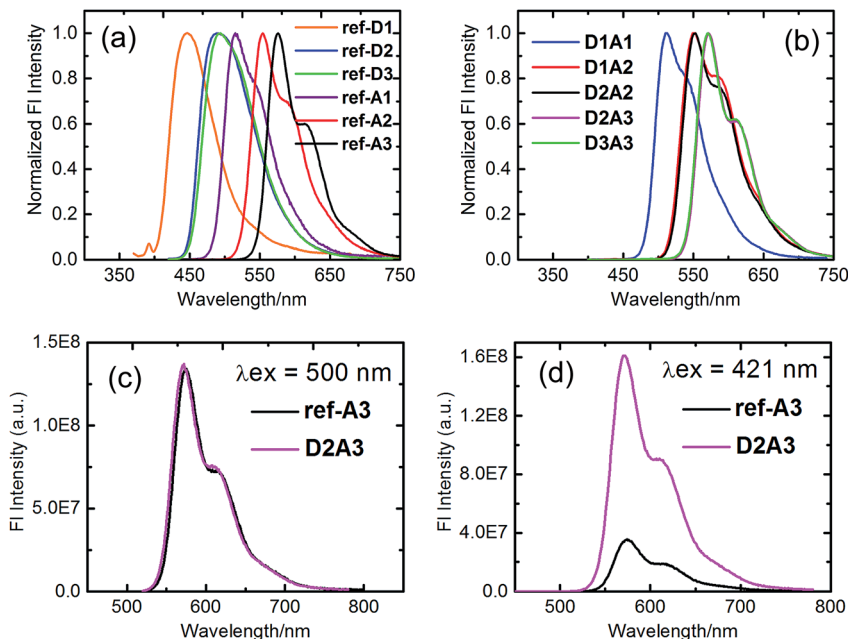 (a)
ref-D1
ref-D2
ref-D3
ref-A1
ref-A2
ref-A3
Normalized FI Intensity
1.0
0.8
0.6
0.4
0.2
0.0
350 450 550 650 750
Wavelength/nm
(b)
D1A1
D1A2
D2A2
D2A3
D3A3
Normalized FI Intensity
1.0
0.8
0.6
0.4
0.2
0.0
350 450 550 650 750
Wavelength/nm
(c)
λex = 500 nm
ref-A3
D2A3
FI Intensity (a.u.)
1.5E8
1.0E8
5.0E7
0.0
500 600 700 800
Wavelength/nm
(d)
λex = 421 nm
ref-A3
D2A3
FI Intensity (a.u.)
1.6E8
1.2E8
8.0E7
4.0E7
0.0
500 600 700 800
Wavelength/nm